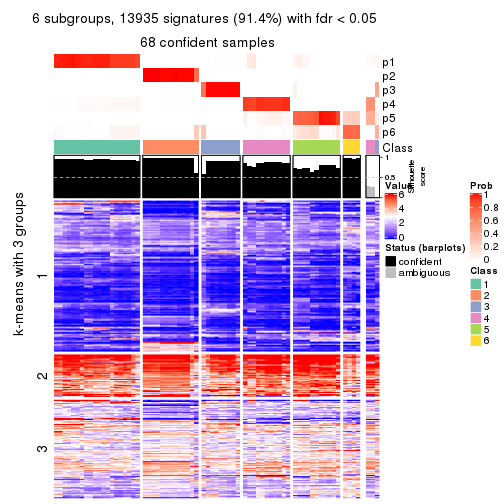 6 subgroups, 13935 signatures (91.4%) with fdr < 0.05
68 confident samples
p1
p2
p3
p4
p5
p6
Class
1
0.5
0
Silhouette
score
k-means with 3 groups
1
2
3
Value
6
4
2
0
Status (barplots)
confident
ambiguous
Prob
1
0.8
0.6
0.4
0.2
0
Class
1
2
3
4
5
6